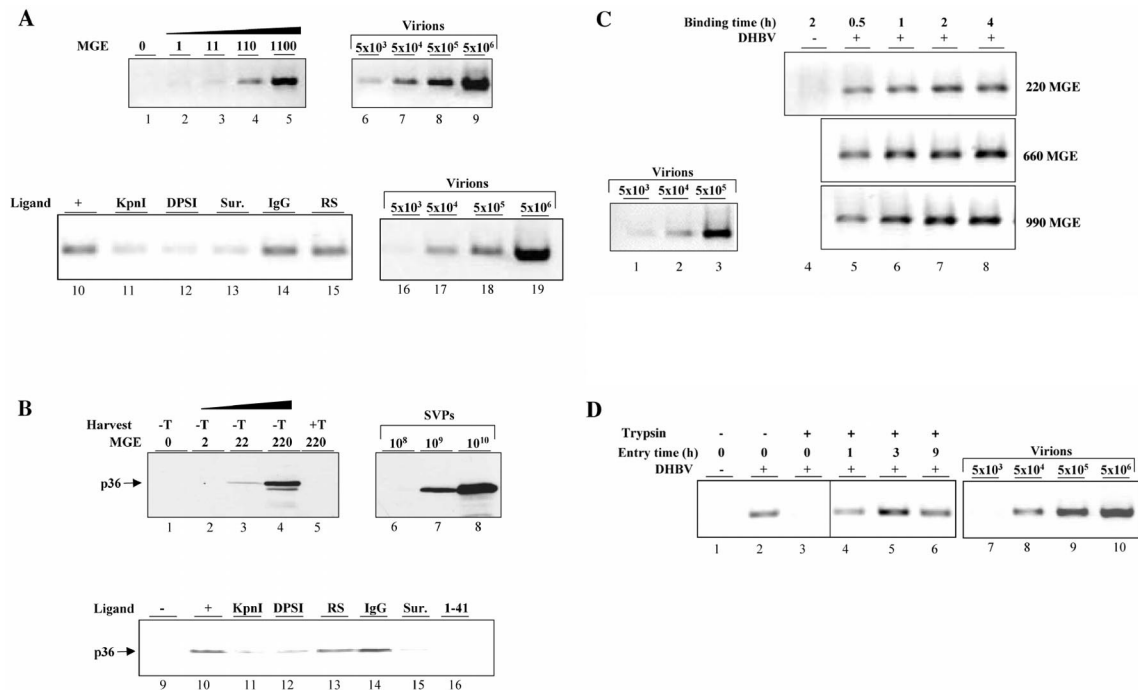 A
MGE 0 1 11 110 1100
Virions
5x10³ 5x10⁴ 5x10⁵ 5x10⁶
1 2 3 4 5
6 7 8 9
Ligand + KpnI DPSI Sur. IgG RS
Virions
5x10³ 5x10⁴ 5x10⁵ 5x10⁶
10 11 12 13 14 15
16 17 18 19
B
Harvest -T -T -T -T +T
MGE 0 2 22 220 220
SVPs
10⁸ 10⁹ 10¹⁰
p36
1 2 3 4 5
6 7 8
Ligand - + KpnI DPSI RS IgG Sur. 1-41
p36
9 10 11 12 13 14 15 16
C
Binding time (h) 2 0.5 1 2 4
DHBV - + + + +
220 MGE
660 MGE
990 MGE
Virions
5x10³ 5x10⁴ 5x10⁵
1 2 3
4 5 6 7 8
D
Trypsin - - + + + +
Entry time (h) 0 0 0 1 3 9
DHBV - + + + + +
Virions
5x10³ 5x10⁴ 5x10⁵ 5x10⁶
1 2 3 4 5 6
7 8 9 10